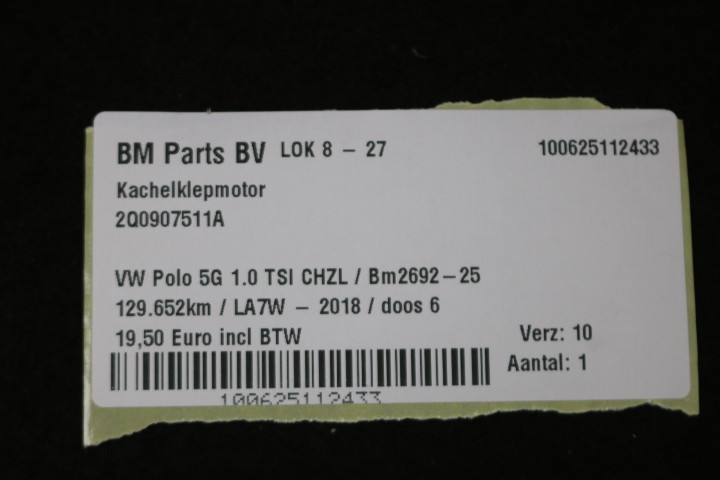 BM Parts BV LOK 8 - 27 100625112433
Kachelklepmotor
2Q0907511A
VW Polo 5G 1.0 TSI CHZL / Bm2692-25
129.652km / LA7W - 2018 / doos 6
19,50 Euro incl BTW Verz: 10
Aantal: 1
100625112433